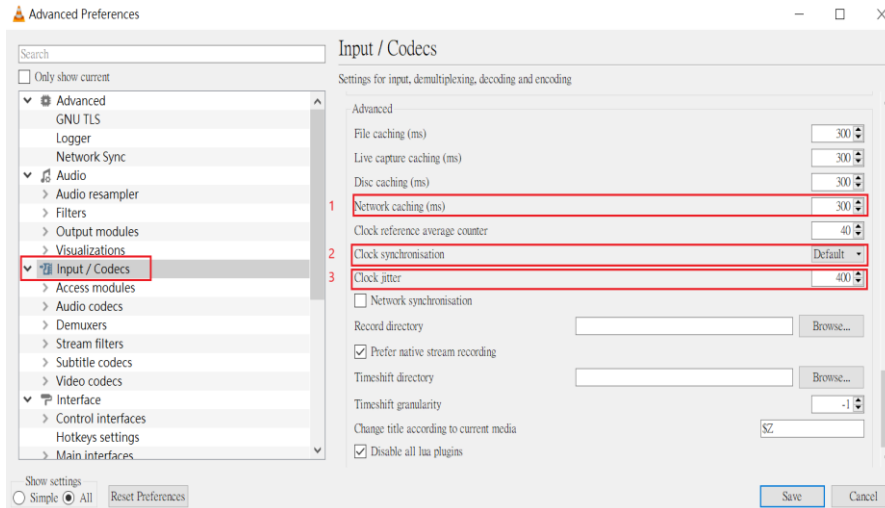 Advanced Preferences
Search
Only show current
Advanced
GNU TLS
Logger
Network Sync
Audio
Audio resampler
Filters
Output modules
Visualizations
Input / Codecs
Access modules
Audio codecs
Demuxers
Stream filters
Subtitle codecs
Video codecs
Interface
Control interfaces
Hotkeys settings
Main interfaces
Show settings
Simple All Reset Preferences
Input / Codecs
Settings for input, demultiplexing, decoding and encoding
Advanced
File caching (ms) 300
Live capture caching (ms) 300
Disc caching (ms) 300
1 Network caching (ms) 300
Clock reference average counter 40
2 Clock synchronisation Default
3 Clock jitter 400
Network synchronisation
Record directory Browse...
Prefer native stream recording
Timeshift directory Browse...
Timeshift granularity -1
Change title according to current media $Z
Disable all lua plugins
Save Cancel